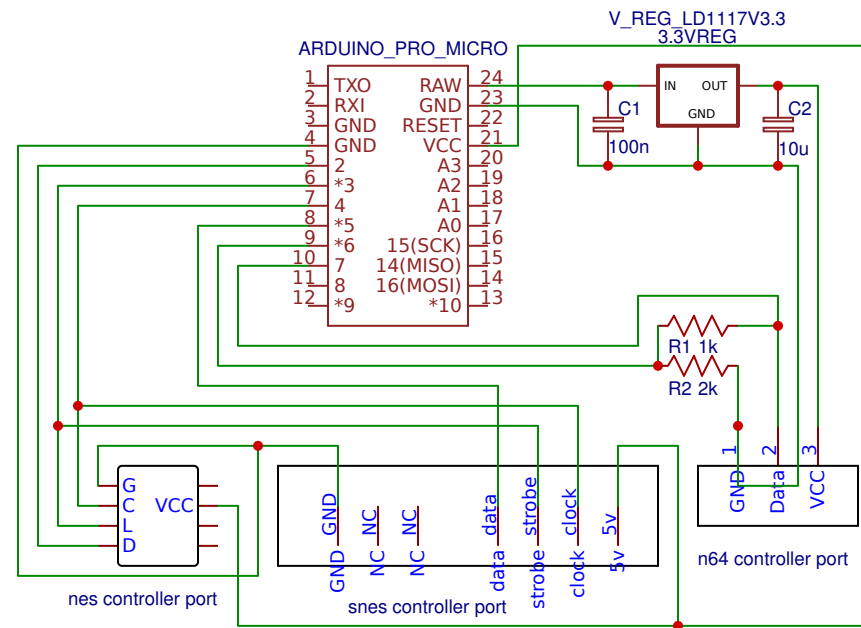 V_REG_LD1117V3.3
3.3VREG
ARDUINO_PRO_MICRO
1 TXO RAW 24
2 RXI GND 23
3 GND RESET 22
4 GND VCC 21
5 2 A3 20
6 *3 A2 19
7 4 A1 18
8 *5 A0 17
9 *6 15(SCK) 16
10 7 14(MISO) 15
11 8 16(MOSI) 14
12 *9 *10 13
IN OUT
GND
C1
100n
C2
10u
R1 1k
R2 2k
1 2 3
GND Data VCC
n64 controller port
G
C VCC
L
D
nes controller port
GND NC NC data strobe clock 5v
GND NC NC data strobe clock 5v
snes controller port